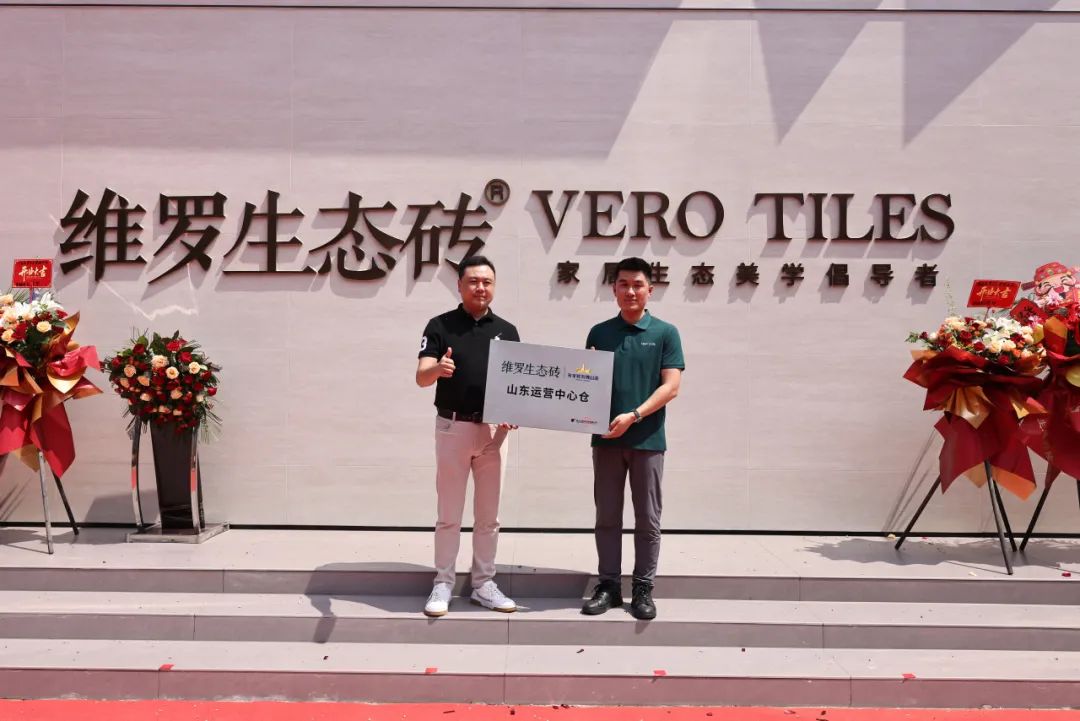 维罗生态砖® VERO TILES
家居生态美学倡导者
开业大吉
开业大吉
维罗生态砖
山东运营中心仓